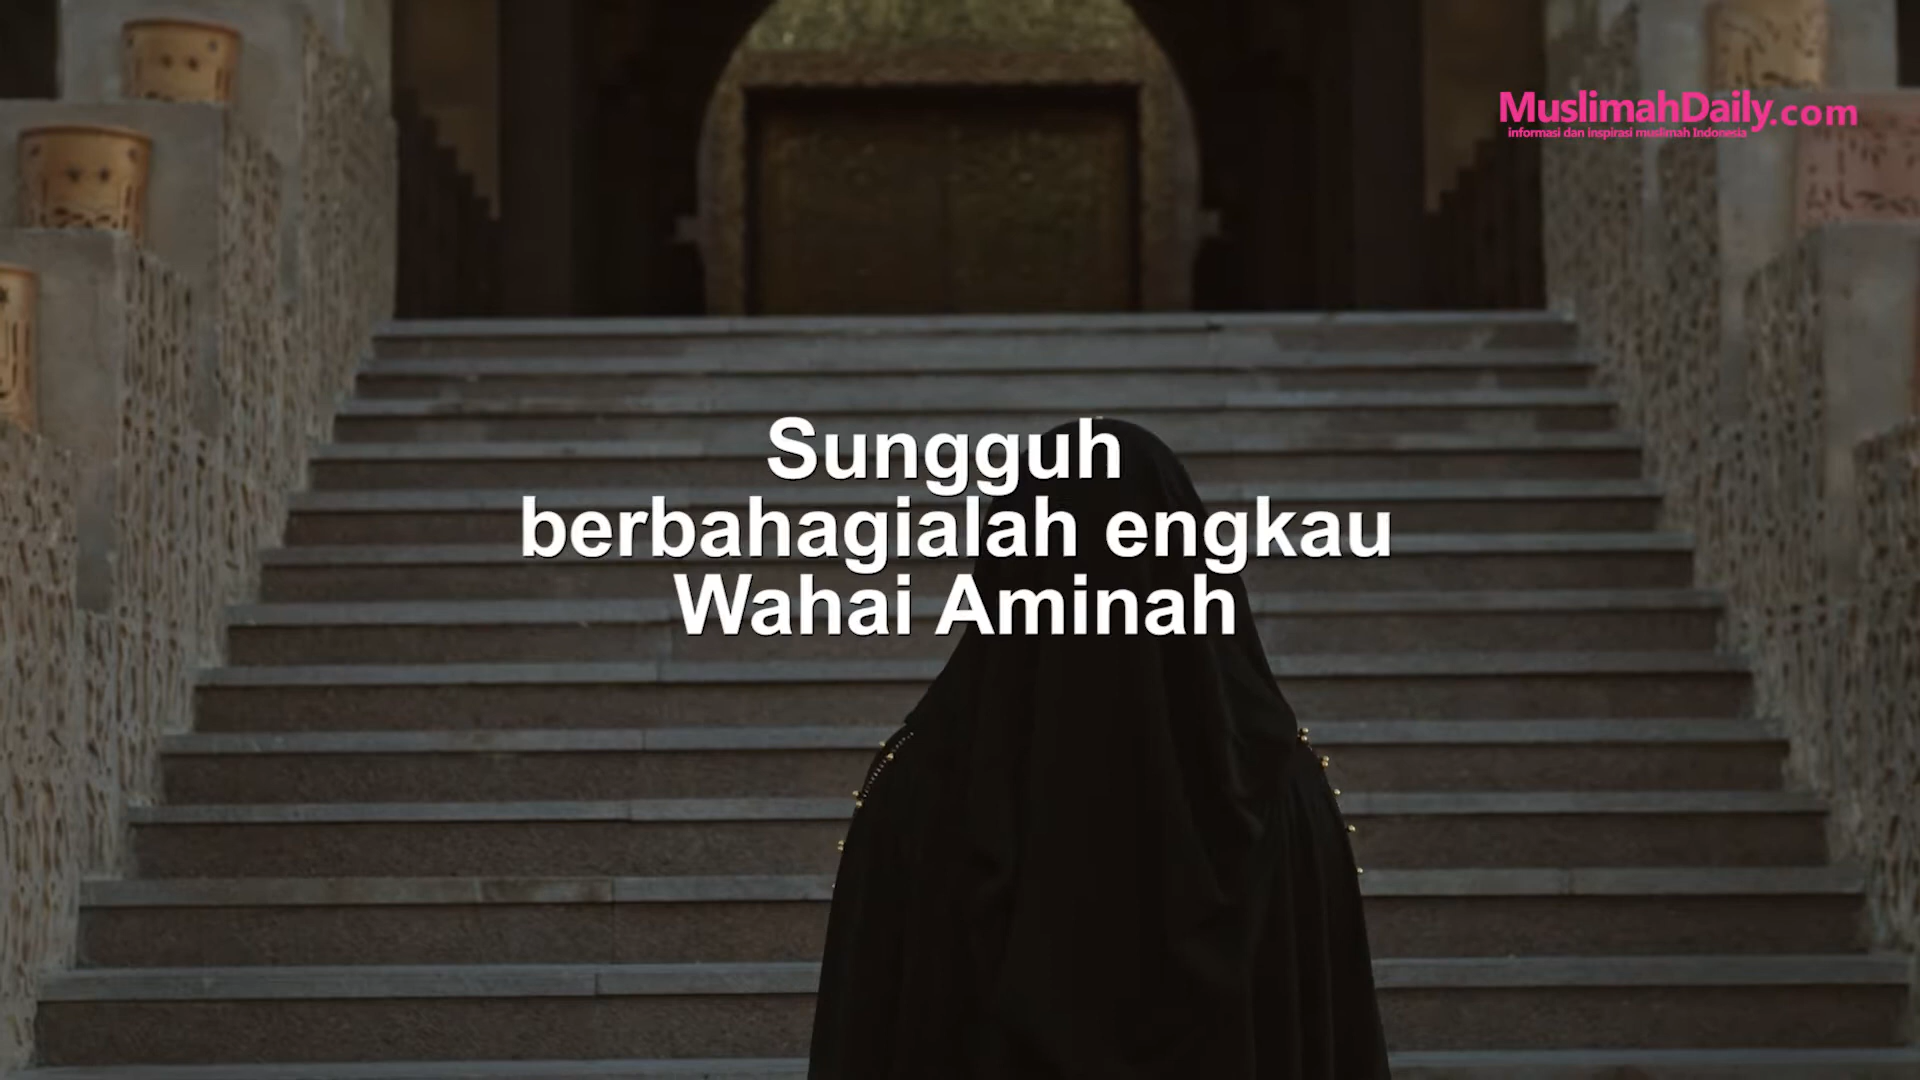 MuslimahDaily.com
informasi dan inspirasi muslimah Indonesia
Sungguh
berbahagialah engkau
Wahai Aminah